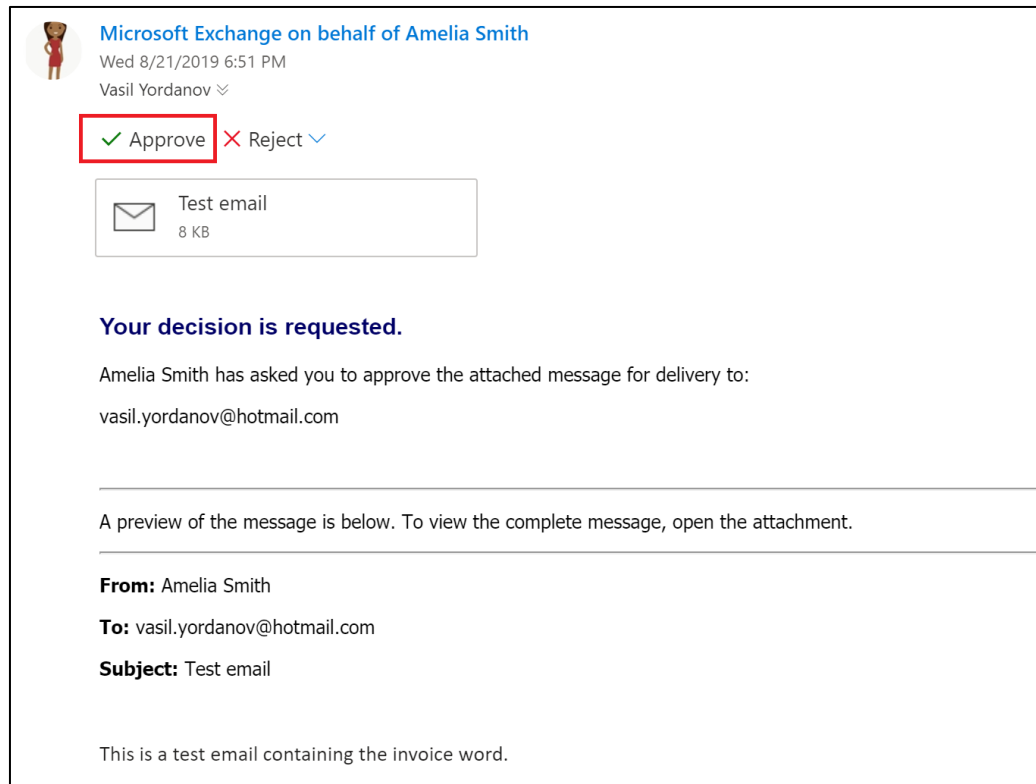 Microsoft Exchange on behalf of Amelia Smith
Wed 8/21/2019 6:51 PM
Vasil Yordanov
Approve Reject
Test email
8 KB
Your decision is requested.
Amelia Smith has asked you to approve the attached message for delivery to:
vasil.yordanov@hotmail.com
A preview of the message is below. To view the complete message, open the attachment.
From: Amelia Smith
To: vasil.yordanov@hotmail.com
Subject: Test email
This is a test email containing the invoice word.